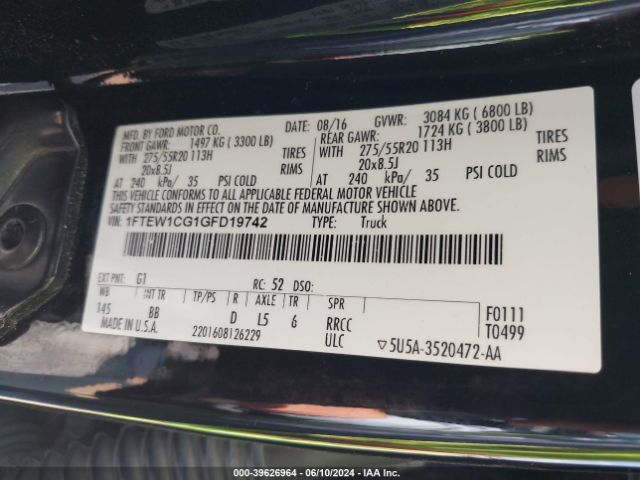 MFD. BY FORD MOTOR CO. DATE: 08/16 GVWR: 3084 KG ( 6800 LB)
FRONT GAWR: 1497 KG ( 3300 LB) REAR GAWR: 1724 KG ( 3800 LB)
WITH 275/55R20 113H TIRES WITH 275/55R20 113H TIRES
20x8.5J RIMS 20x8.5J RIMS
AT 240 kPa/ 35 PSI COLD AT 240 kPa/ 35 PSI COLD
THIS VEHICLE CONFORMS TO ALL APPLICABLE FEDERAL MOTOR VEHICLE
SAFETY AND THEFT PREVENTION STANDARDS IN EFFECT ON THE DATE OF MANUFACTURE SHOWN ABOVE.
VIN: 1FTEW1CG1GFD19742 TYPE: Truck
EXT PNT: G1 RC: 52 DSO:
WB INT TR TP/PS R AXLE TR SPR F0111
145 BB D L5 6 RRCC T0499
MADE IN U.S.A. 2201608126229 ULC ▽5U5A-3520472-AA
000-39626964 - 06/10/2024 - IAA Inc.